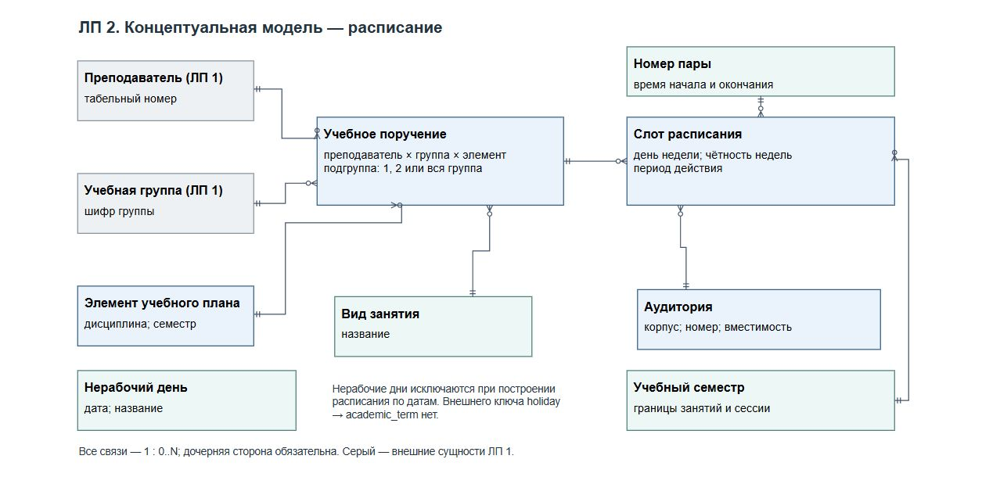 ЛП 2. Концептуальная модель — расписание
Преподаватель (ЛП 1)
табельный номер
Учебная группа (ЛП 1)
шифр группы
Элемент учебного плана
дисциплина; семестр
Нерабочий день
дата; название
Учебное поручение
преподаватель × группа × элемент
подгруппа: 1, 2 или вся группа
Вид занятия
название
Нерабочие дни исключаются при построении
расписания по датам. Внешнего ключа holiday
→ academic_term нет.
Номер пары
время начала и окончания
Слот расписания
день недели; чётность недель
период действия
Аудитория
корпус; номер; вместимость
Учебный семестр
границы занятий и сессии
Все связи — 1 : 0..N; дочерняя сторона обязательна. Серый — внешние сущности ЛП 1.